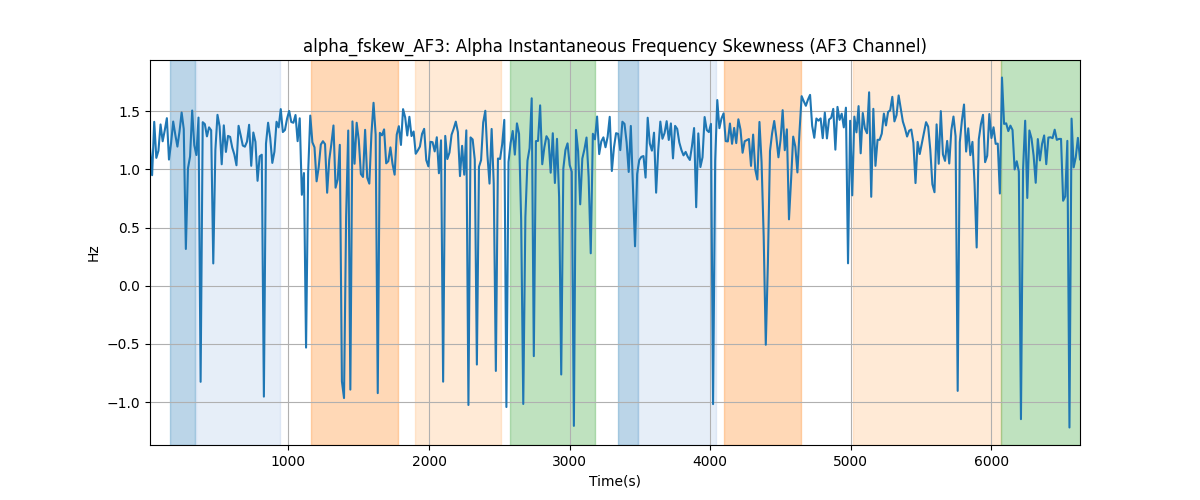 alpha_fskew_AF3: Alpha Instantaneous Frequency Skewness (AF3 Channel)
Hz
1.5
1.0
0.5
0.0
−0.5
−1.0
1000 2000 3000 4000 5000 6000
Time(s)